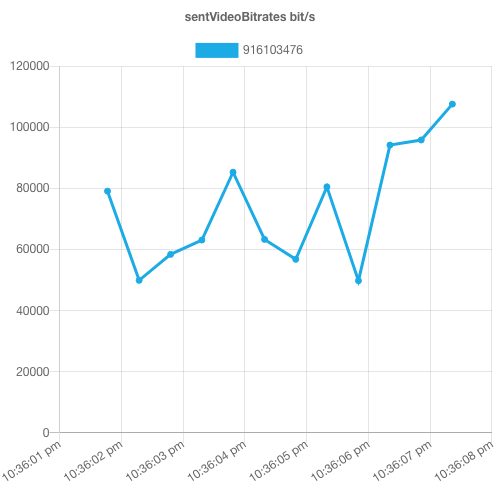 sentVideoBitrates bit/s
916103476
120000
100000
80000
60000
40000
20000
0
10:36:01 pm
10:36:02 pm
10:36:03 pm
10:36:04 pm
10:36:05 pm
10:36:06 pm
10:36:07 pm
10:36:08 pm